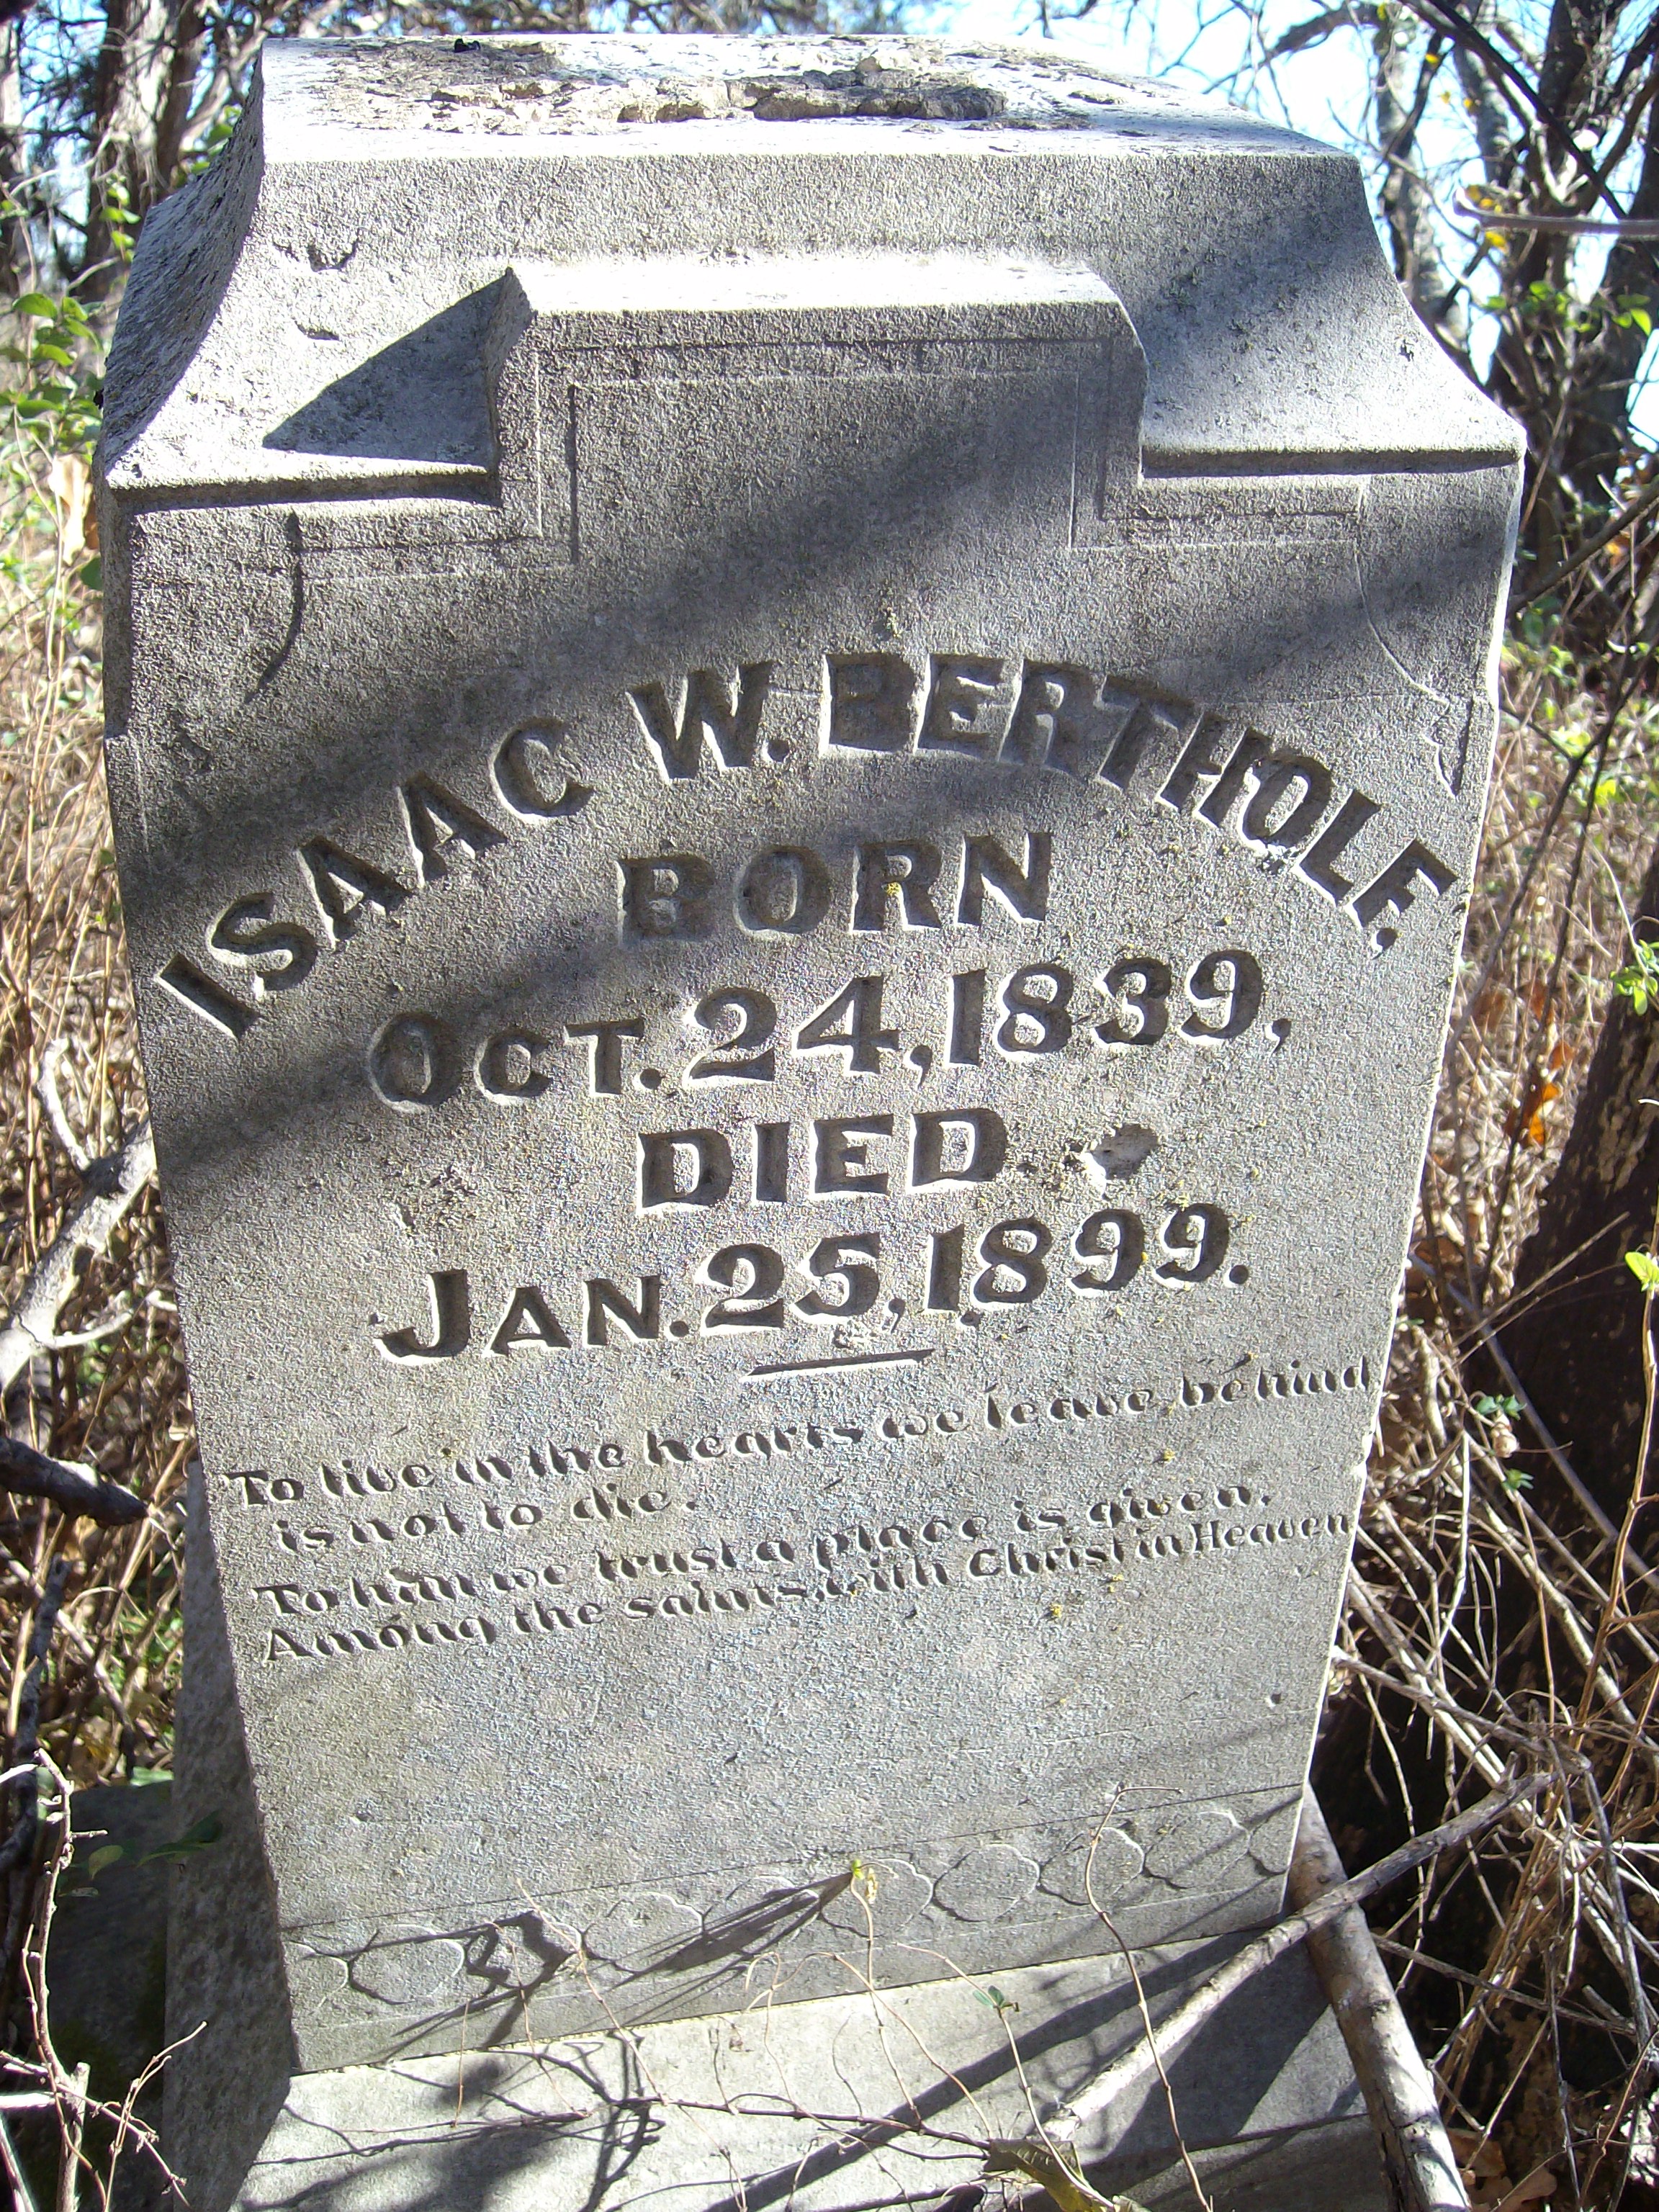 ISAAC W. BERTHOLF.
BORN
OCT. 24, 1839,
DIED
JAN. 25, 1899.
To live in the hearts we leave behind
is not to die.
To him we trust a place is given,
Among the saints, with Christ in Heaven